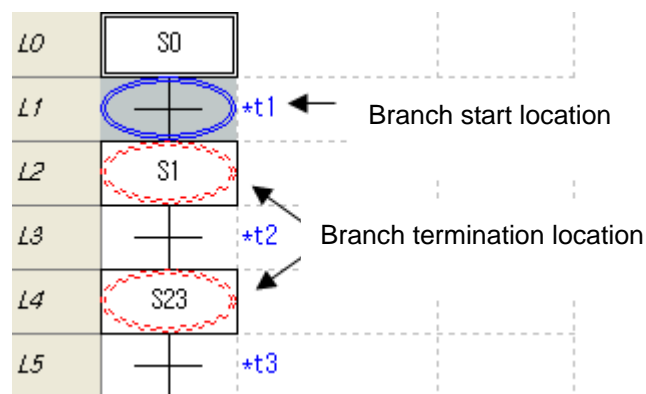 L0 S0
L1 *t1 Branch start location
L2 S1
L3 *t2 Branch termination location
L4 S23
L5 *t3